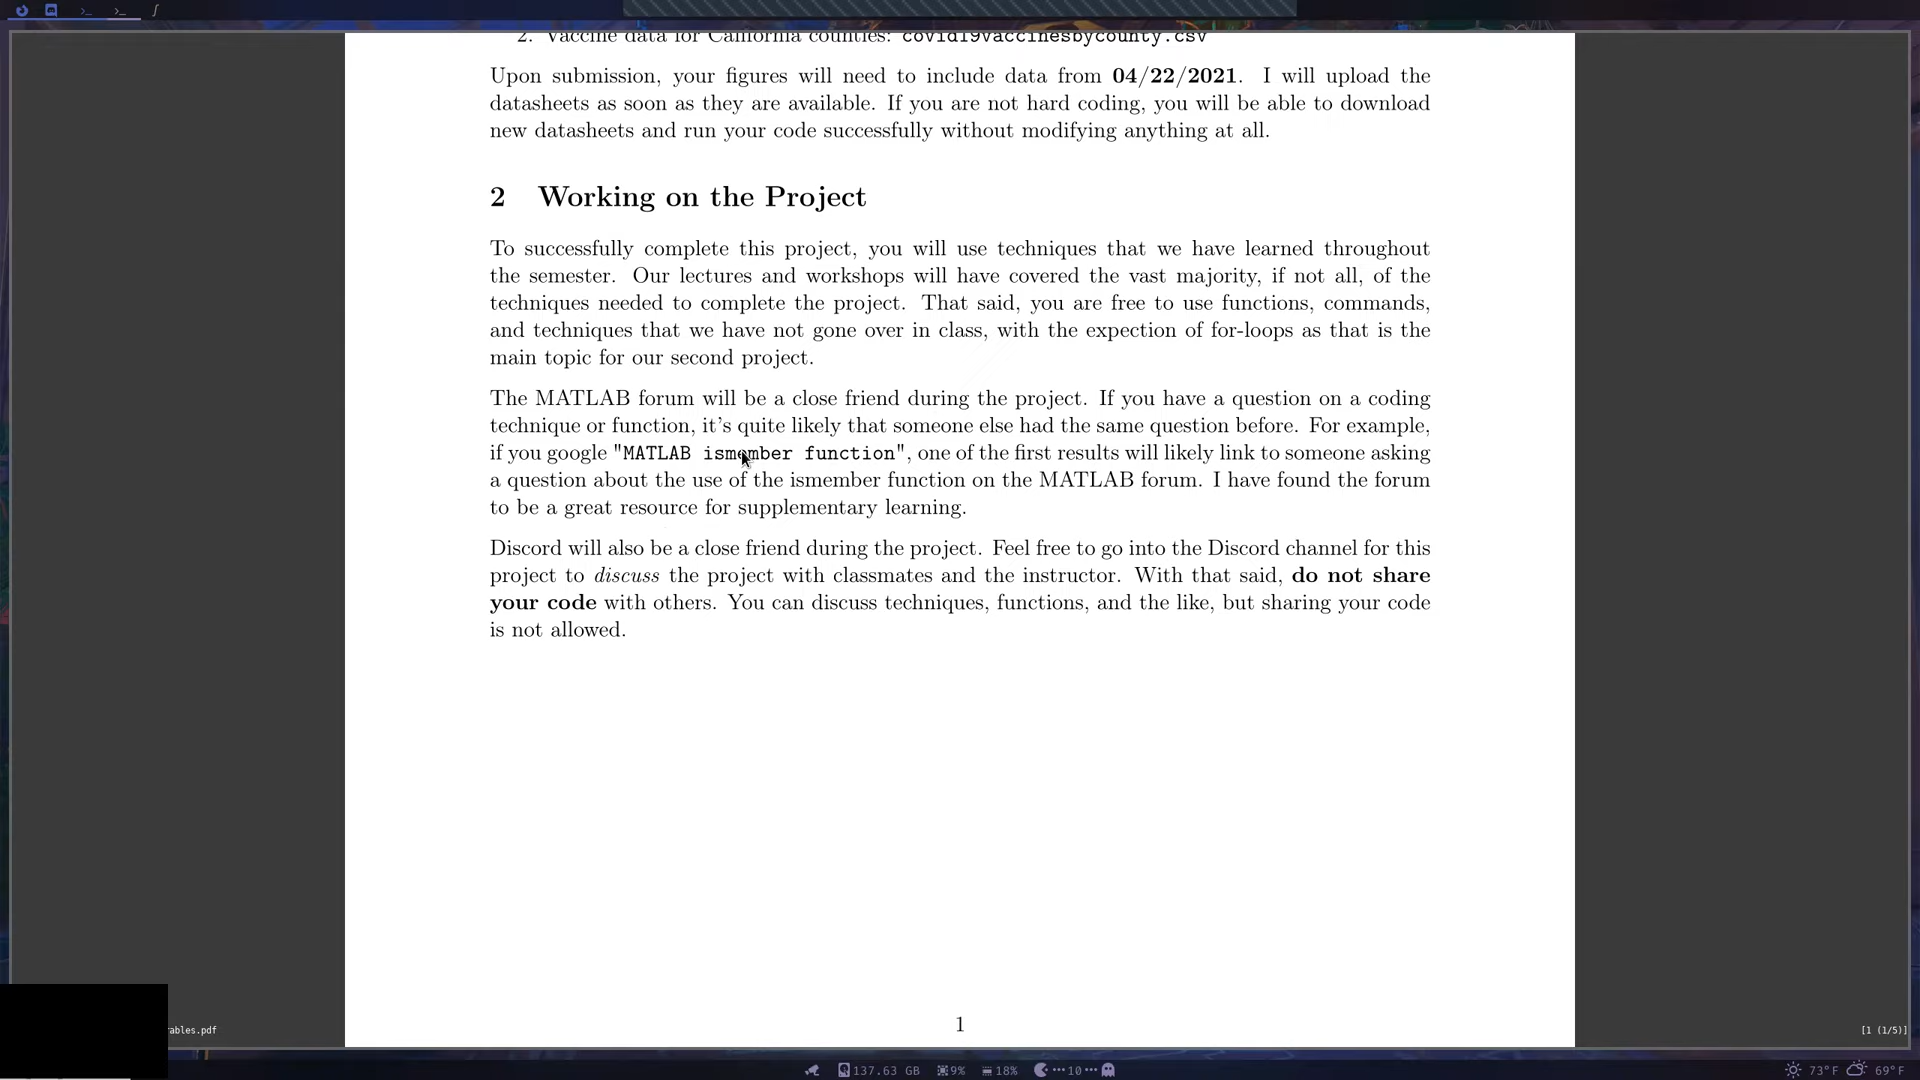 2. Vaccine data for California counties: covid19vaccinesbycounty.csv
Upon submission, your figures will need to include data from 04/22/2021. I will upload the
datasheets as soon as they are available. If you are not hard coding, you will be able to download
new datasheets and run your code successfully without modifying anything at all.
2 Working on the Project
To successfully complete this project, you will use techniques that we have learned throughout
the semester. Our lectures and workshops will have covered the vast majority, if not all, of the
techniques needed to complete the project. That said, you are free to use functions, commands,
and techniques that we have not gone over in class, with the expection of for-loops as that is the
main topic for our second project.
The MATLAB forum will be a close friend during the project. If you have a question on a coding
technique or function, it's quite likely that someone else had the same question before. For example,
if you google "MATLAB ismember function", one of the first results will likely link to someone asking
a question about the use of the ismember function on the MATLAB forum. I have found the forum
to be a great resource for supplementary learning.
Discord will also be a close friend during the project. Feel free to go into the Discord channel for this
project to discuss the project with classmates and the instructor. With that said, do not share
your code with others. You can discuss techniques, functions, and the like, but sharing your code
is not allowed.
1
rables.pdf
[1 (1/5)]
137.63 GB 9% 18% 10 73°F 69°F